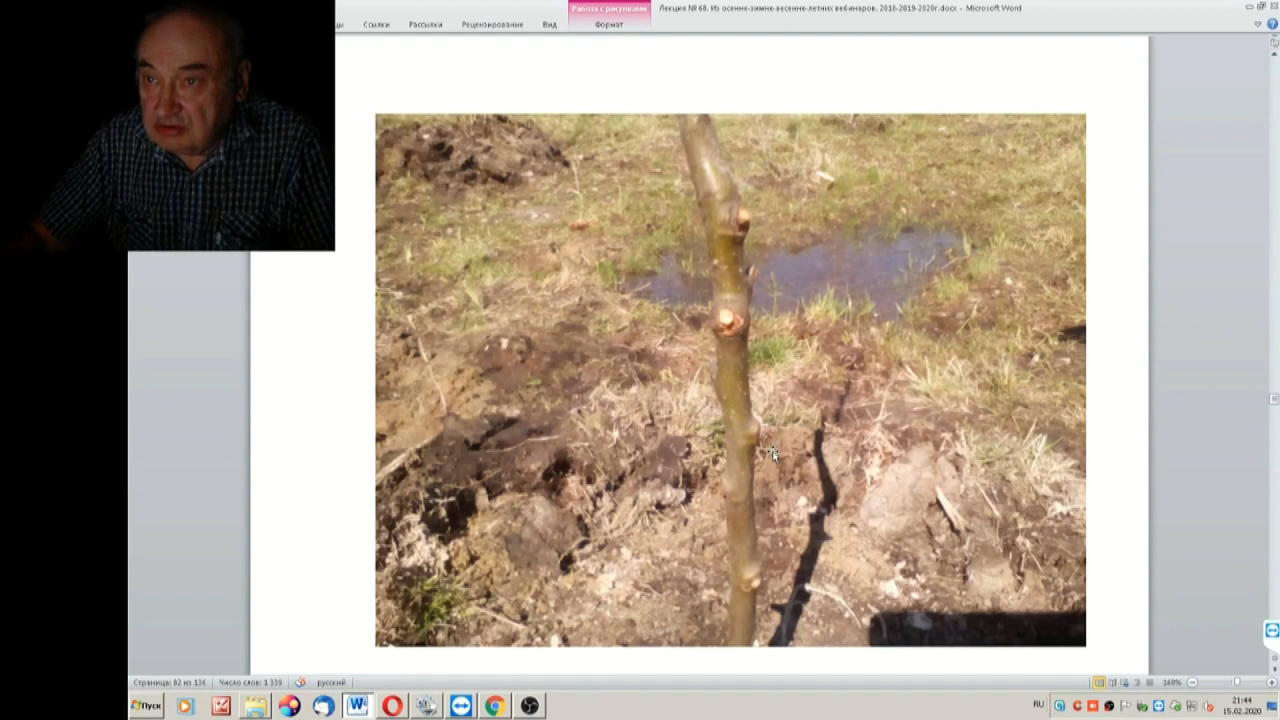 Работа с рисунками
Лекция № 68. Из осенне-зимне-весенне-летних вебинаров. 2018-2019-2020г.docx - Microsoft Word
Ссылки Рассылки Рецензирование Вид Формат
Страница: 82 из 136 Число слов: 1 339 русский 160%
Пуск RU 21:44
15.02.2020